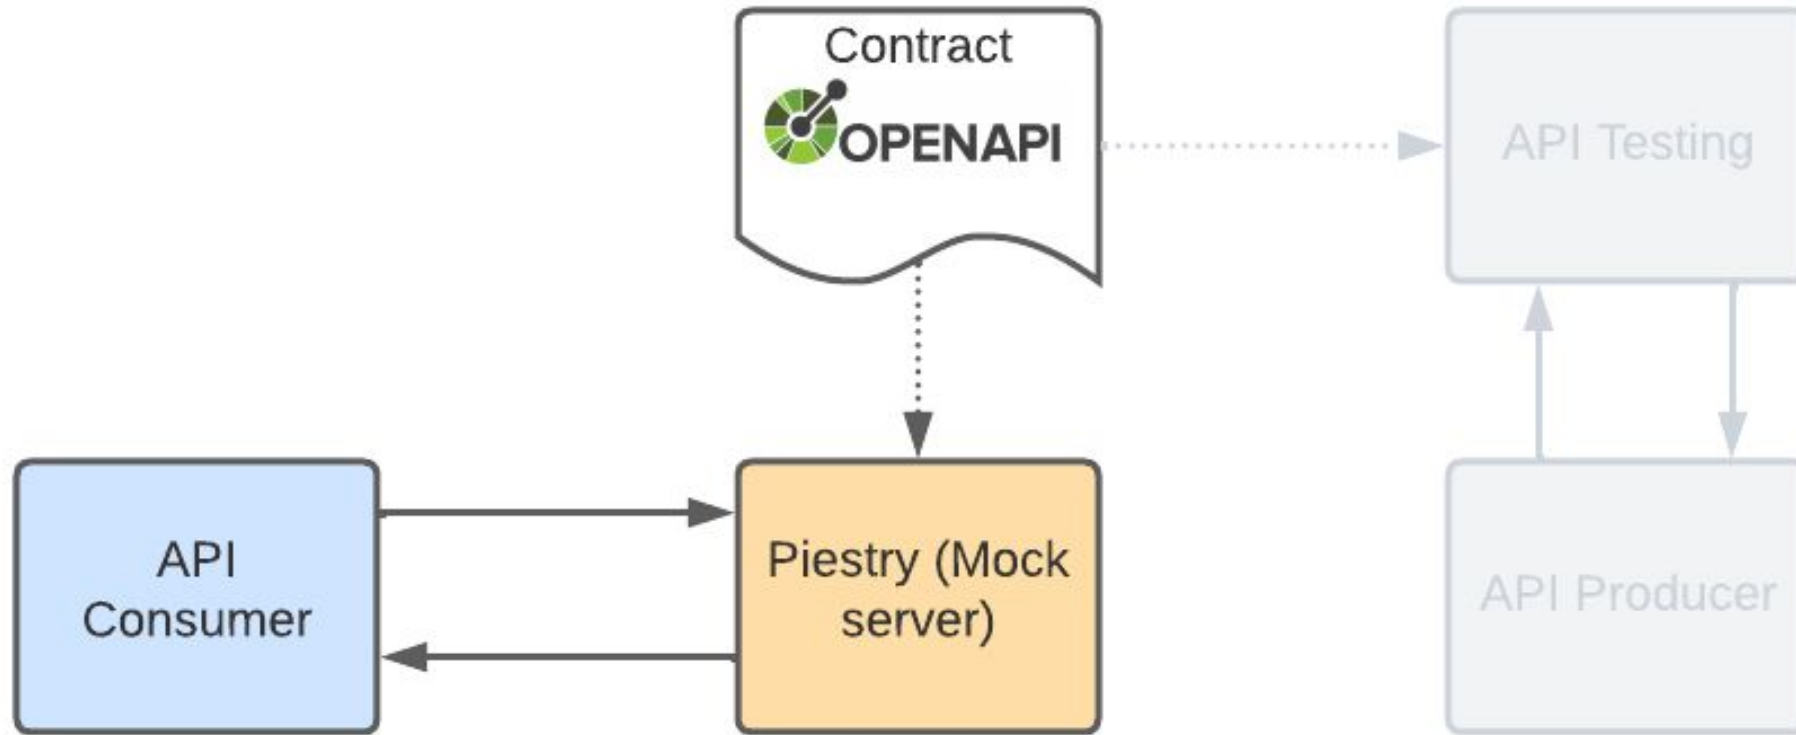 Contract
OPENAPI
API Testing
API
Consumer
Piestry (Mock
server)
API Producer